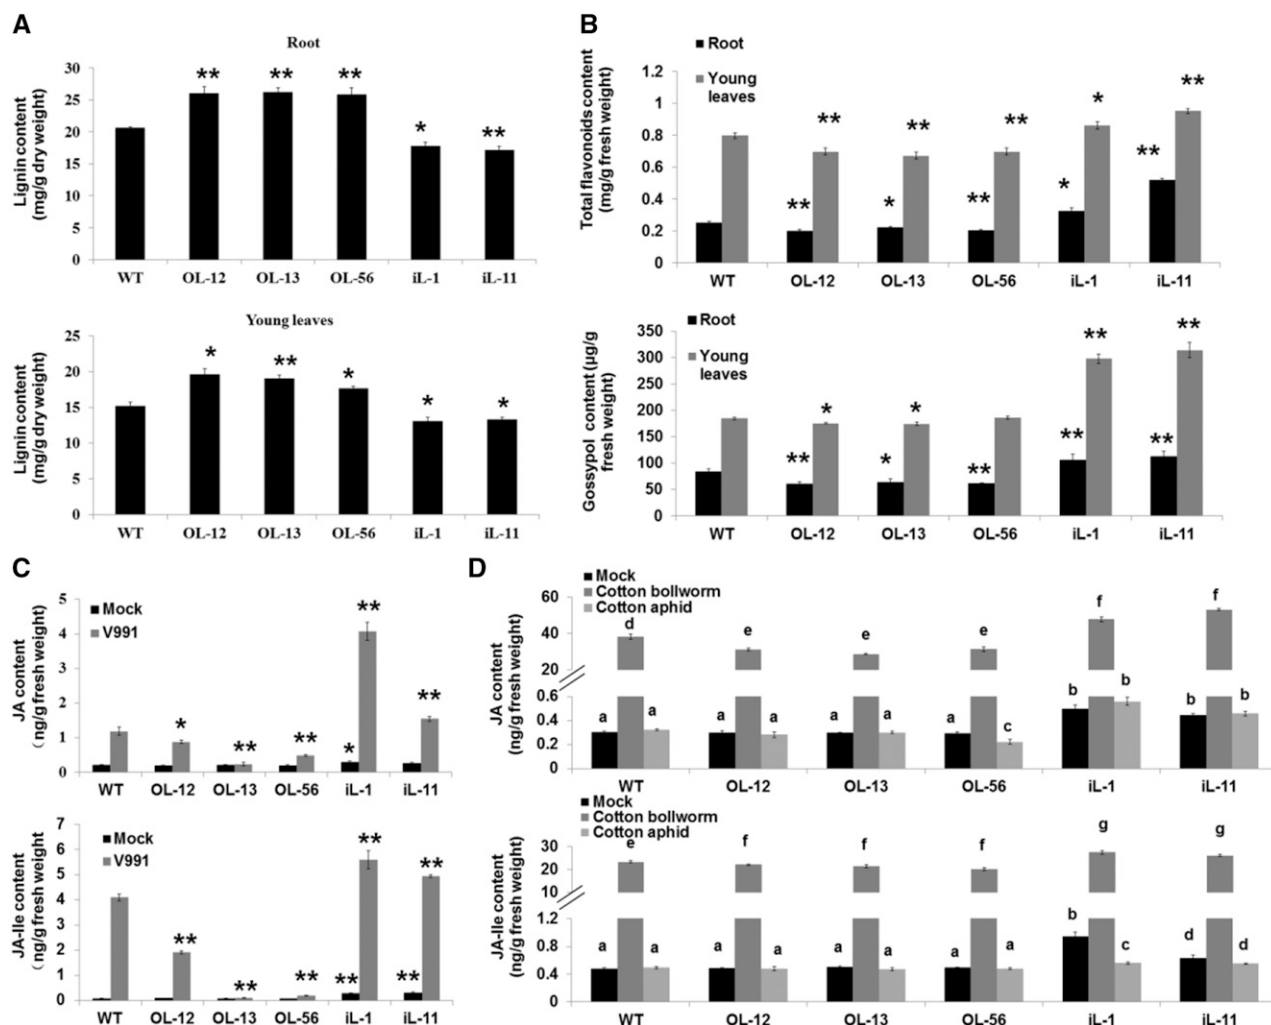 A
Root
Lignin content
(mg/g dry weight)
30
25
20
15
10
5
0
** ** ** * **
WT OL-12 OL-13 OL-56 iL-1 iL-11
Young leaves
Lignin content
(mg/g dry weight)
25
20
15
10
5
0
* ** * * *
WT OL-12 OL-13 OL-56 iL-1 iL-11
B
Root
Young
leaves
Total flavonoids content
(mg/g fresh weight)
1.2
1
0.8
0.6
0.4
0.2
0
** ** ** * **
** * ** * **
WT OL-12 OL-13 OL-56 iL-1 iL-11
Root
Young
leaves
Gossypol content (µg/g
fresh weight)
350
300
250
200
150
100
50
0
* * ** **
** * ** ** **
WT OL-12 OL-13 OL-56 iL-1 iL-11
C
Mock
V991
JA content
(ng/g fresh weight)
5
4
3
2
1
0
* ** ** * ** **
WT OL-12 OL-13 OL-56 iL-1 iL-11
Mock
V991
JA-Ile content
(ng/g fresh weight
7
6
5
4
3
2
1
0
** ** ** ** ** ** **
WT OL-12 OL-13 OL-56 iL-1 iL-11
D
Mock
Cotton bollworm
Cotton aphid
JA content
(ng/g fresh weight)
60
40
20
0.6
0.4
0.2
0
d e e e f f
a a a a a a a c b b b b
WT OL-12 OL-13 OL-56 iL-1 iL-11
Mock
Cotton bollworm
Cotton aphid
JA-Ile content
(ng/g fresh weight)
30
20
10
1.2
0.8
0.4
0
e f f f g g
a a a a a a a a b c d d
WT OL-12 OL-13 OL-56 iL-1 iL-11